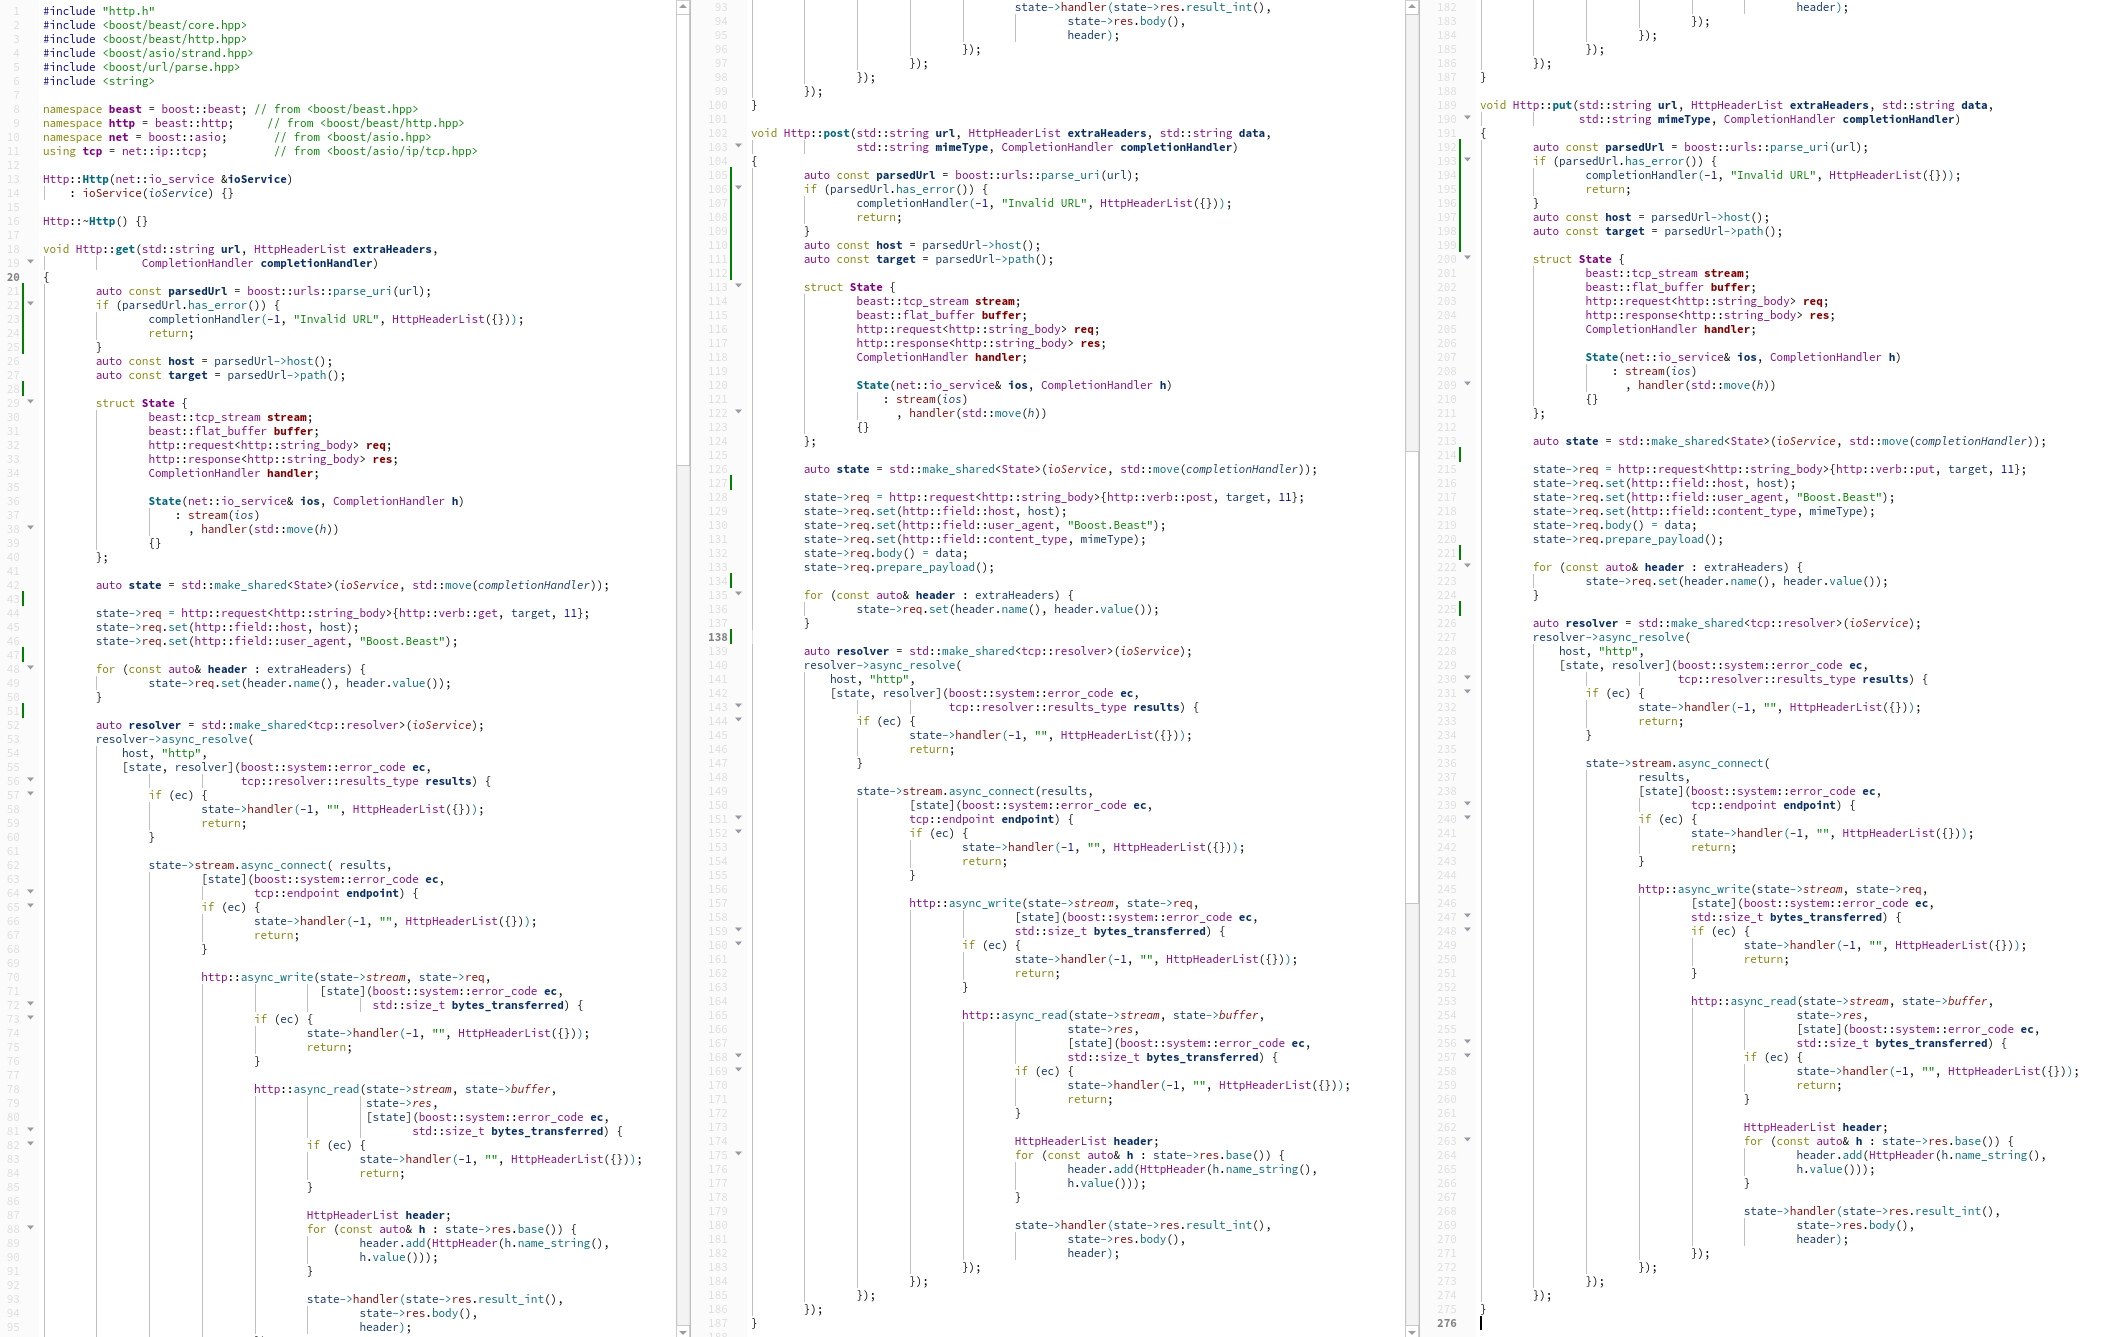 #include "http.h"
#include <boost/beast/core.hpp>
#include <boost/beast/http.hpp>
#include <boost/asio/strand.hpp>
#include <boost/url/parse.hpp>
#include <string>

namespace beast = boost::beast; // from <boost/beast.hpp>
namespace http = beast::http;     // from <boost/beast/http.hpp>
namespace net = boost::asio;       // from <boost/asio.hpp>
using tcp = net::ip::tcp;          // from <boost/asio/ip/tcp.hpp>

Http::Http(net::io_service &ioService)
    : ioService(ioService) {}

Http::~Http() {}

void Http::get(std::string url, HttpHeaderList extraHeaders,
               CompletionHandler completionHandler)
{
        auto const parsedUrl = boost::urls::parse_uri(url);
        if (parsedUrl.has_error()) {
                completionHandler(-1, "Invalid URL", HttpHeaderList({}));
                return;
        }
        auto const host = parsedUrl->host();
        auto const target = parsedUrl->path();

        struct State {
                beast::tcp_stream stream;
                beast::flat_buffer buffer;
                http::request<http::string_body> req;
                http::response<http::string_body> res;
                CompletionHandler handler;

                State(net::io_service& ios, CompletionHandler h)
                    : stream(ios)
                      , handler(std::move(h))
                {}
        };

        auto state = std::make_shared<State>(ioService, std::move(completionHandler));

        state->req = http::request<http::string_body>{http::verb::get, target, 11};
        state->req.set(http::field::host, host);
        state->req.set(http::field::user_agent, "Boost.Beast");

        for (const auto& header : extraHeaders) {
                state->req.set(header.name(), header.value());
        }

        auto resolver = std::make_shared<tcp::resolver>(ioService);
        resolver->async_resolve(
            host, "http",
            [state, resolver](boost::system::error_code ec,
                              tcp::resolver::results_type results) {
                if (ec) {
                        state->handler(-1, "", HttpHeaderList({}));
                        return;
                }

                state->stream.async_connect( results,
                        [state](boost::system::error_code ec,
                                tcp::endpoint endpoint) {
                        if (ec) {
                                state->handler(-1, "", HttpHeaderList({}));
                                return;
                        }

                        http::async_write(state->stream, state->req,
                                          [state](boost::system::error_code ec,
                                                  std::size_t bytes_transferred) {
                                if (ec) {
                                        state->handler(-1, "", HttpHeaderList({}));
                                        return;
                                }

                                http::async_read(state->stream, state->buffer,
                                                 state->res,
                                                 [state](boost::system::error_code ec,
                                                        std::size_t bytes_transferred) {
                                        if (ec) {
                                                state->handler(-1, "", HttpHeaderList({}));
                                                return;
                                        }

                                        HttpHeaderList header;
                                        for (const auto& h : state->res.base()) {
                                                header.add(HttpHeader(h.name_string(),
                                                h.value()));
                                        }

                                        state->handler(state->res.result_int(),
                                                state->res.body(),
                                                header);
                                        state->handler(state->res.result_int(),
                                                state->res.body(),
                                                header);
                                });
                        });
                });
        });
}

void Http::post(std::string url, HttpHeaderList extraHeaders, std::string data,
                std::string mimeType, CompletionHandler completionHandler)
{
        auto const parsedUrl = boost::urls::parse_uri(url);
        if (parsedUrl.has_error()) {
                completionHandler(-1, "Invalid URL", HttpHeaderList({}));
                return;
        }
        auto const host = parsedUrl->host();
        auto const target = parsedUrl->path();

        struct State {
                beast::tcp_stream stream;
                beast::flat_buffer buffer;
                http::request<http::string_body> req;
                http::response<http::string_body> res;
                CompletionHandler handler;

                State(net::io_service& ios, CompletionHandler h)
                    : stream(ios)
                      , handler(std::move(h))
                {}
        };

        auto state = std::make_shared<State>(ioService, std::move(completionHandler));

        state->req = http::request<http::string_body>{http::verb::post, target, 11};
        state->req.set(http::field::host, host);
        state->req.set(http::field::user_agent, "Boost.Beast");
        state->req.set(http::field::content_type, mimeType);
        state->req.body() = data;
        state->req.prepare_payload();

        for (const auto& header : extraHeaders) {
                state->req.set(header.name(), header.value());
        }

        auto resolver = std::make_shared<tcp::resolver>(ioService);
        resolver->async_resolve(
            host, "http",
            [state, resolver](boost::system::error_code ec,
                              tcp::resolver::results_type results) {
                if (ec) {
                        state->handler(-1, "", HttpHeaderList({}));
                        return;
                }

                state->stream.async_connect(results,
                        [state](boost::system::error_code ec,
                        tcp::endpoint endpoint) {
                        if (ec) {
                                state->handler(-1, "", HttpHeaderList({}));
                                return;
                        }

                        http::async_write(state->stream, state->req,
                                        [state](boost::system::error_code ec,
                                        std::size_t bytes_transferred) {
                                if (ec) {
                                        state->handler(-1, "", HttpHeaderList({}));
                                        return;
                                }

                                http::async_read(state->stream, state->buffer,
                                                state->res,
                                                [state](boost::system::error_code ec,
                                                std::size_t bytes_transferred) {
                                        if (ec) {
                                                state->handler(-1, "", HttpHeaderList({}));
                                                return;
                                        }

                                        HttpHeaderList header;
                                        for (const auto& h : state->res.base()) {
                                                header.add(HttpHeader(h.name_string(),
                                                h.value()));
                                        }

                                        state->handler(state->res.result_int(),
                                                state->res.body(),
                                                header);
                                });
                        });
                });
        });
}
                                                header);
                                });
                        });
                });
        });
}

void Http::put(std::string url, HttpHeaderList extraHeaders, std::string data,
               std::string mimeType, CompletionHandler completionHandler)
{
        auto const parsedUrl = boost::urls::parse_uri(url);
        if (parsedUrl.has_error()) {
                completionHandler(-1, "Invalid URL", HttpHeaderList({}));
                return;
        }
        auto const host = parsedUrl->host();
        auto const target = parsedUrl->path();

        struct State {
                beast::tcp_stream stream;
                beast::flat_buffer buffer;
                http::request<http::string_body> req;
                http::response<http::string_body> res;
                CompletionHandler handler;

                State(net::io_service& ios, CompletionHandler h)
                    : stream(ios)
                      , handler(std::move(h))
                {}
        };

        auto state = std::make_shared<State>(ioService, std::move(completionHandler));

        state->req = http::request<http::string_body>{http::verb::put, target, 11};
        state->req.set(http::field::host, host);
        state->req.set(http::field::user_agent, "Boost.Beast");
        state->req.set(http::field::content_type, mimeType);
        state->req.body() = data;
        state->req.prepare_payload();

        for (const auto& header : extraHeaders) {
                state->req.set(header.name(), header.value());
        }

        auto resolver = std::make_shared<tcp::resolver>(ioService);
        resolver->async_resolve(
            host, "http",
            [state, resolver](boost::system::error_code ec,
                              tcp::resolver::results_type results) {
                if (ec) {
                        state->handler(-1, "", HttpHeaderList({}));
                        return;
                }

                state->stream.async_connect(
                        results,
                        [state](boost::system::error_code ec,
                                tcp::endpoint endpoint) {
                        if (ec) {
                                state->handler(-1, "", HttpHeaderList({}));
                                return;
                        }

                        http::async_write(state->stream, state->req,
                                [state](boost::system::error_code ec,
                                std::size_t bytes_transferred) {
                                if (ec) {
                                        state->handler(-1, "", HttpHeaderList({}));
                                        return;
                                }

                                http::async_read(state->stream, state->buffer,
                                                state->res,
                                                [state](boost::system::error_code ec,
                                                std::size_t bytes_transferred) {
                                        if (ec) {
                                                state->handler(-1, "", HttpHeaderList({}));
                                                return;
                                        }

                                        HttpHeaderList header;
                                        for (const auto& h : state->res.base()) {
                                                header.add(HttpHeader(h.name_string(),
                                                h.value()));
                                        }

                                        state->handler(state->res.result_int(),
                                                state->res.body(),
                                                header);
                                });
                        });
                });
        });
}